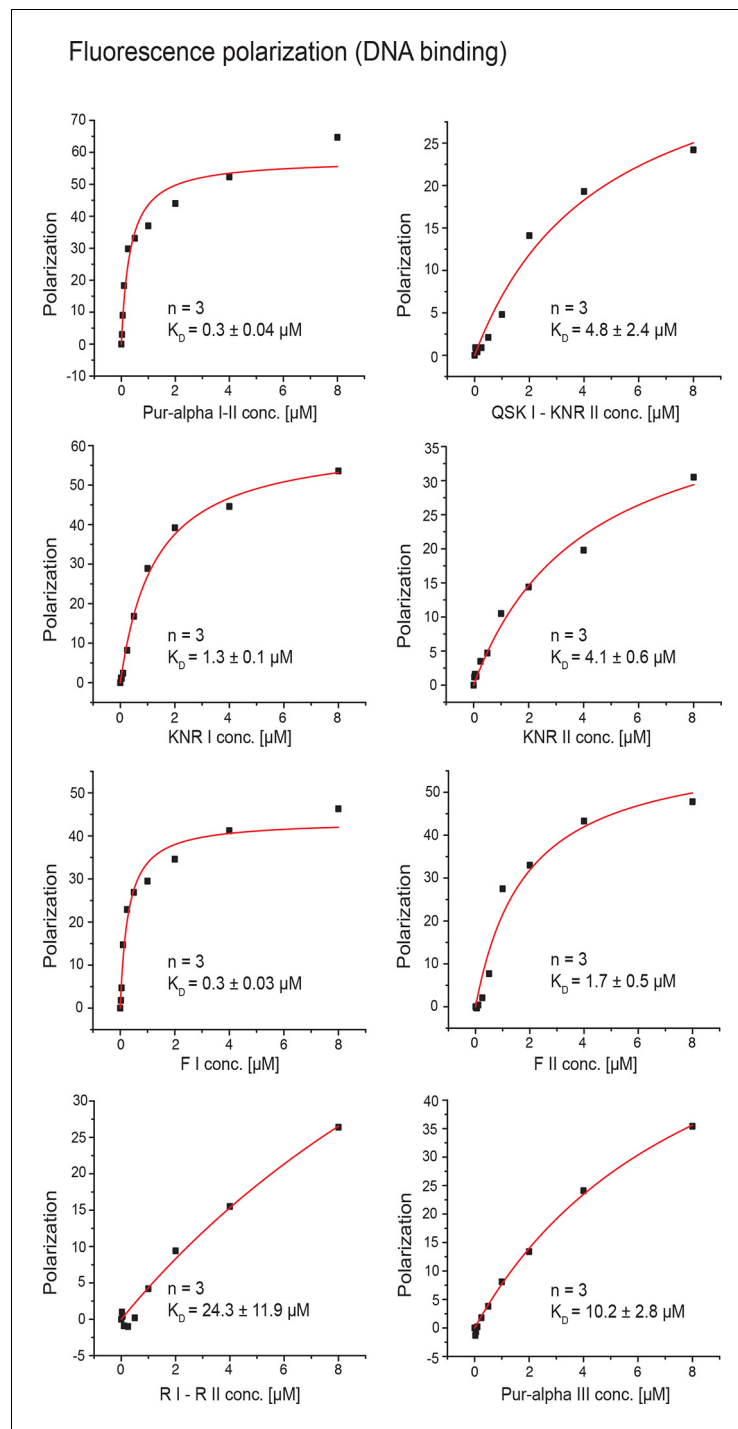 Fluorescence polarization (DNA binding)
70
60
50
40
30
20
10
0
-10
Polarization
n = 3
K_D = 0.3 ± 0.04 µM
0 2 4 6 8
Pur-alpha I-II conc. [µM]
25
20
15
10
5
0
Polarization
n = 3
K_D = 4.8 ± 2.4 µM
0 2 4 6 8
QSK I - KNR II conc. [µM]
60
50
40
30
20
10
0
Polarization
n = 3
K_D = 1.3 ± 0.1 µM
0 2 4 6 8
KNR I conc. [µM]
35
30
25
20
15
10
5
0
Polarization
n = 3
K_D = 4.1 ± 0.6 µM
0 2 4 6 8
KNR II conc. [µM]
50
40
30
20
10
0
Polarization
n = 3
K_D = 0.3 ± 0.03 µM
0 2 4 6 8
F I conc. [µM]
50
40
30
20
10
0
Polarization
n = 3
K_D = 1.7 ± 0.5 µM
0 2 4 6 8
F II conc. [µM]
30
25
20
15
10
5
0
-5
Polarization
n = 3
K_D = 24.3 ± 11.9 µM
0 2 4 6 8
R I - R II conc. [µM]
40
35
30
25
20
15
10
5
0
-5
Polarization
n = 3
K_D = 10.2 ± 2.8 µM
0 2 4 6 8
Pur-alpha III conc. [µM]